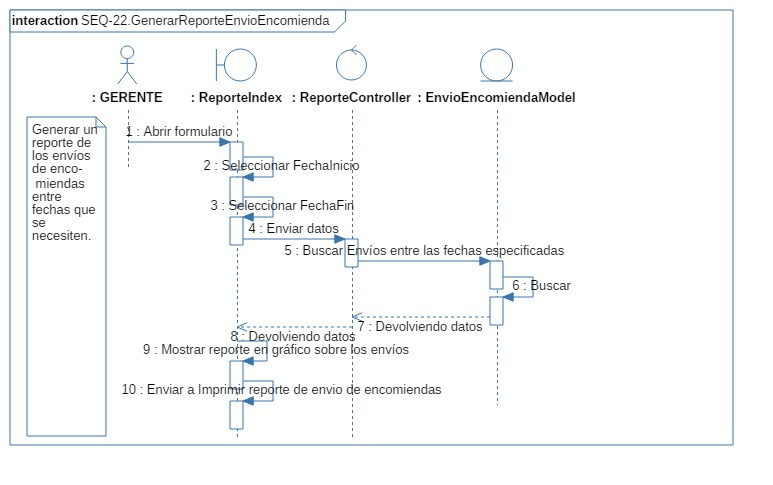 interaction SEQ-22.GenerarReporteEnvioEncomienda
: GERENTE
: ReporteIndex
: ReporteController
: EnvioEncomiendaModel
Generar un
reporte de
los envíos
de enco-
miendas
entre
fechas que
se
necesiten.
1 : Abrir formulario
2 : Seleccionar FechaInicio
3 : Seleccionar FechaFin
4 : Enviar datos
5 : Buscar Envíos entre las fechas especificadas
6 : Buscar
7 : Devolviendo datos
8 : Devolviendo datos
9 : Mostrar reporte en gráfico sobre los envíos
10 : Enviar a Imprimir reporte de envio de encomiendas